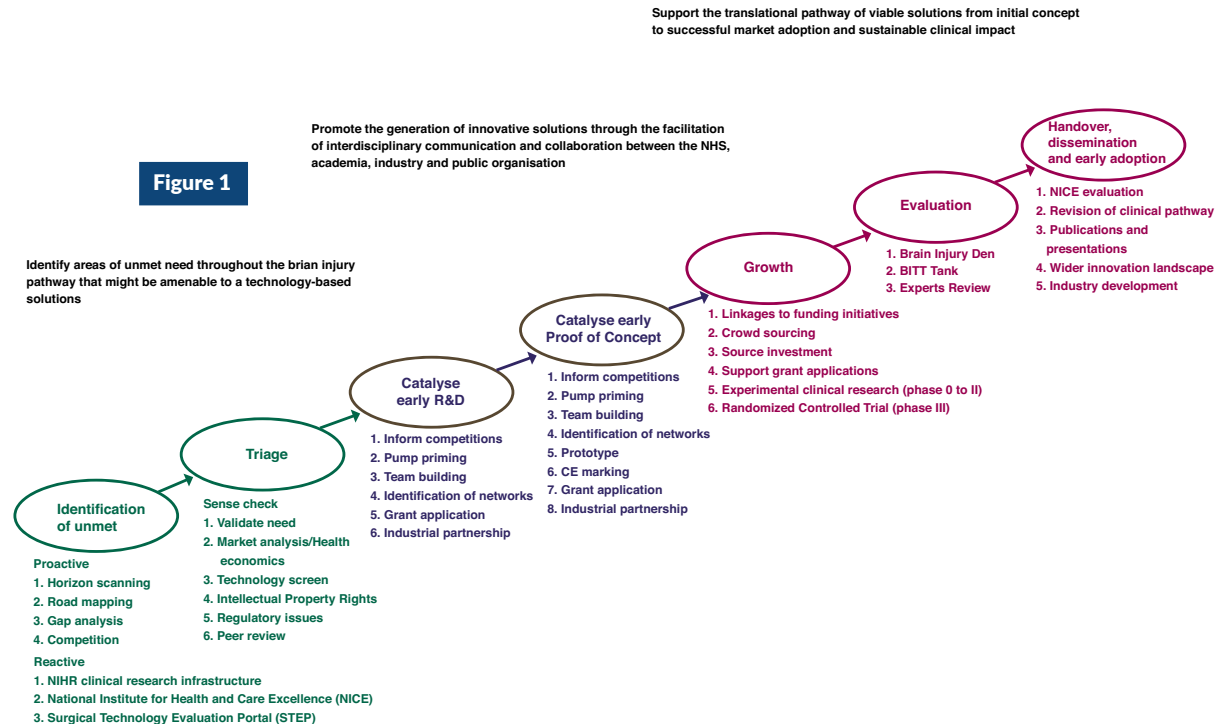 Support the translational pathway of viable solutions from initial concept
to successful market adoption and sustainable clinical impact
Promote the generation of innovative solutions through the facilitation
of interdisciplinary communication and collaboration between the NHS,
academia, industry and public organisation
Figure 1
Identify areas of unmet need throughout the brian injury
pathway that might be amenable to a technology-based
solutions
Identification
of unmet
Proactive
1. Horizon scanning
2. Road mapping
3. Gap analysis
4. Competition
Reactive
1. NIHR clinical research infrastructure
2. National Institute for Health and Care Excellence (NICE)
3. Surgical Technology Evaluation Portal (STEP)
Triage
Sense check
1. Validate need
2. Market analysis/Health
economics
3. Technology screen
4. Intellectual Property Rights
5. Regulatory issues
6. Peer review
Catalyse
early R&D
1. Inform competitions
2. Pump priming
3. Team building
4. Identification of networks
5. Grant application
6. Industrial partnership
Catalyse early
Proof of Concept
1. Inform competitions
2. Pump priming
3. Team building
4. Identification of networks
5. Prototype
6. CE marking
7. Grant application
8. Industrial partnership
Growth
1. Linkages to funding initiatives
2. Crowd sourcing
3. Source investment
4. Support grant applications
5. Experimental clinical research (phase 0 to II)
6. Randomized Controlled Trial (phase III)
Evaluation
1. Brain Injury Den
2. BITT Tank
3. Experts Review
Handover,
dissemination
and early adoption
1. NICE evaluation
2. Revision of clinical pathway
3. Publications and
presentations
4. Wider innovation landscape
5. Industry development